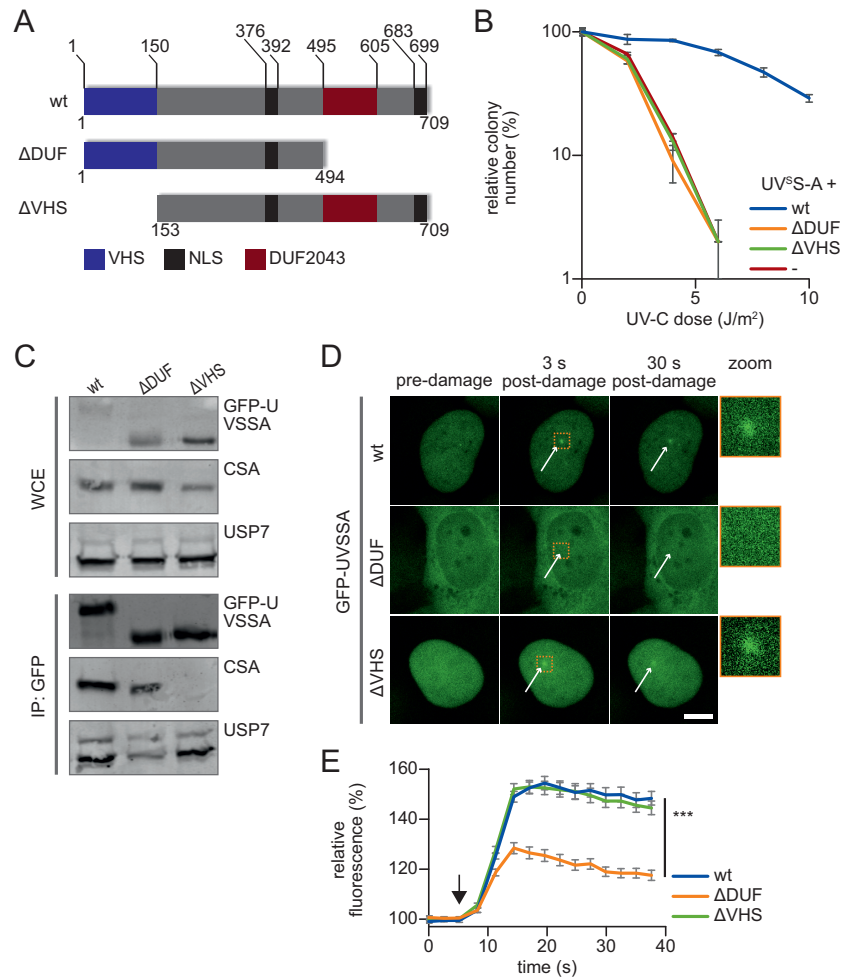 A
1 150 376 392 495 605 683 699
wt
1 709
ΔDUF
1 494
ΔVHS
153 709
VHS NLS DUF2043
B
relative colony
number (%)
100
10
1
0 5 10
UV-C dose (J/m²)
UVˢS-A +
wt
ΔDUF
ΔVHS
-
C
wt ΔDUF ΔVHS
WCE
GFP-U
VSSA
CSA
USP7
IP: GFP
GFP-U
VSSA
CSA
USP7
D
pre-damage
3 s
post-damage
30 s
post-damage
zoom
GFP-UVSSA
wt
ΔDUF
ΔVHS
E
relative
fluorescence (%)
160
140
120
100
0 10 20 30 40
time (s)
***
wt
ΔDUF
ΔVHS